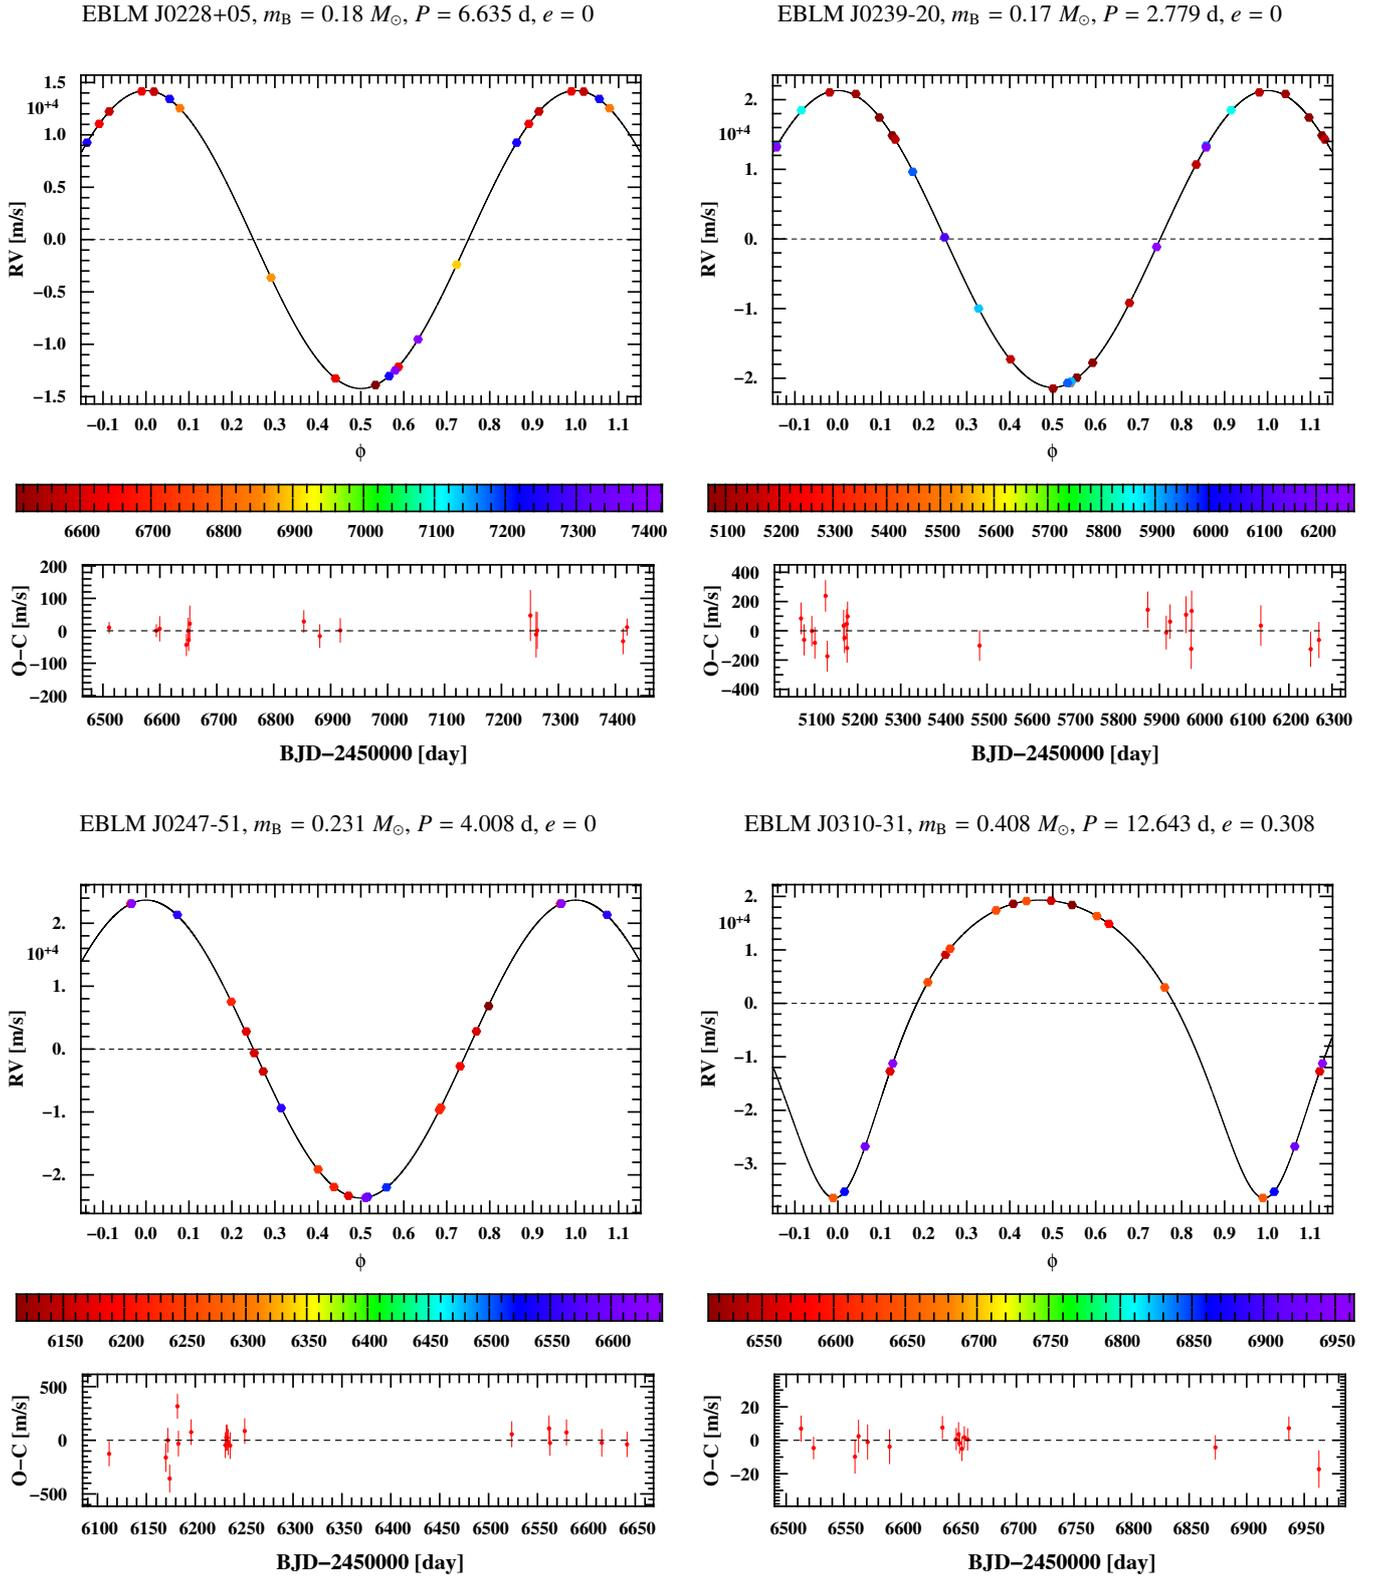 EBLM J0228+05, mB = 0.18 M⊙, P = 6.635 d, e = 0
1.5
10+4
1.0
0.5
0.0
−0.5
−1.0
−1.5
RV [m/s]
−0.1 0.0 0.1 0.2 0.3 0.4 0.5 0.6 0.7 0.8 0.9 1.0 1.1
ϕ
6600 6700 6800 6900 7000 7100 7200 7300 7400
200
100
0
−100
−200
O−C [m/s]
6500 6600 6700 6800 6900 7000 7100 7200 7300 7400
BJD−2450000 [day]
EBLM J0239-20, mB = 0.17 M⊙, P = 2.779 d, e = 0
2.
10+4
1.
0.
−1.
−2.
RV [m/s]
−0.1 0.0 0.1 0.2 0.3 0.4 0.5 0.6 0.7 0.8 0.9 1.0 1.1
ϕ
5100 5200 5300 5400 5500 5600 5700 5800 5900 6000 6100 6200
400
200
0
−200
−400
O−C [m/s]
5100 5200 5300 5400 5500 5600 5700 5800 5900 6000 6100 6200 6300
BJD−2450000 [day]
EBLM J0247-51, mB = 0.231 M⊙, P = 4.008 d, e = 0
2.
10+4
1.
0.
−1.
−2.
RV [m/s]
−0.1 0.0 0.1 0.2 0.3 0.4 0.5 0.6 0.7 0.8 0.9 1.0 1.1
ϕ
6150 6200 6250 6300 6350 6400 6450 6500 6550 6600
500
0
−500
O−C [m/s]
6100 6150 6200 6250 6300 6350 6400 6450 6500 6550 6600 6650
BJD−2450000 [day]
EBLM J0310-31, mB = 0.408 M⊙, P = 12.643 d, e = 0.308
2.
10+4
1.
0.
−1.
−2.
−3.
RV [m/s]
−0.1 0.0 0.1 0.2 0.3 0.4 0.5 0.6 0.7 0.8 0.9 1.0 1.1
ϕ
6550 6600 6650 6700 6750 6800 6850 6900 6950
20
0
−20
O−C [m/s]
6500 6550 6600 6650 6700 6750 6800 6850 6900 6950
BJD−2450000 [day]